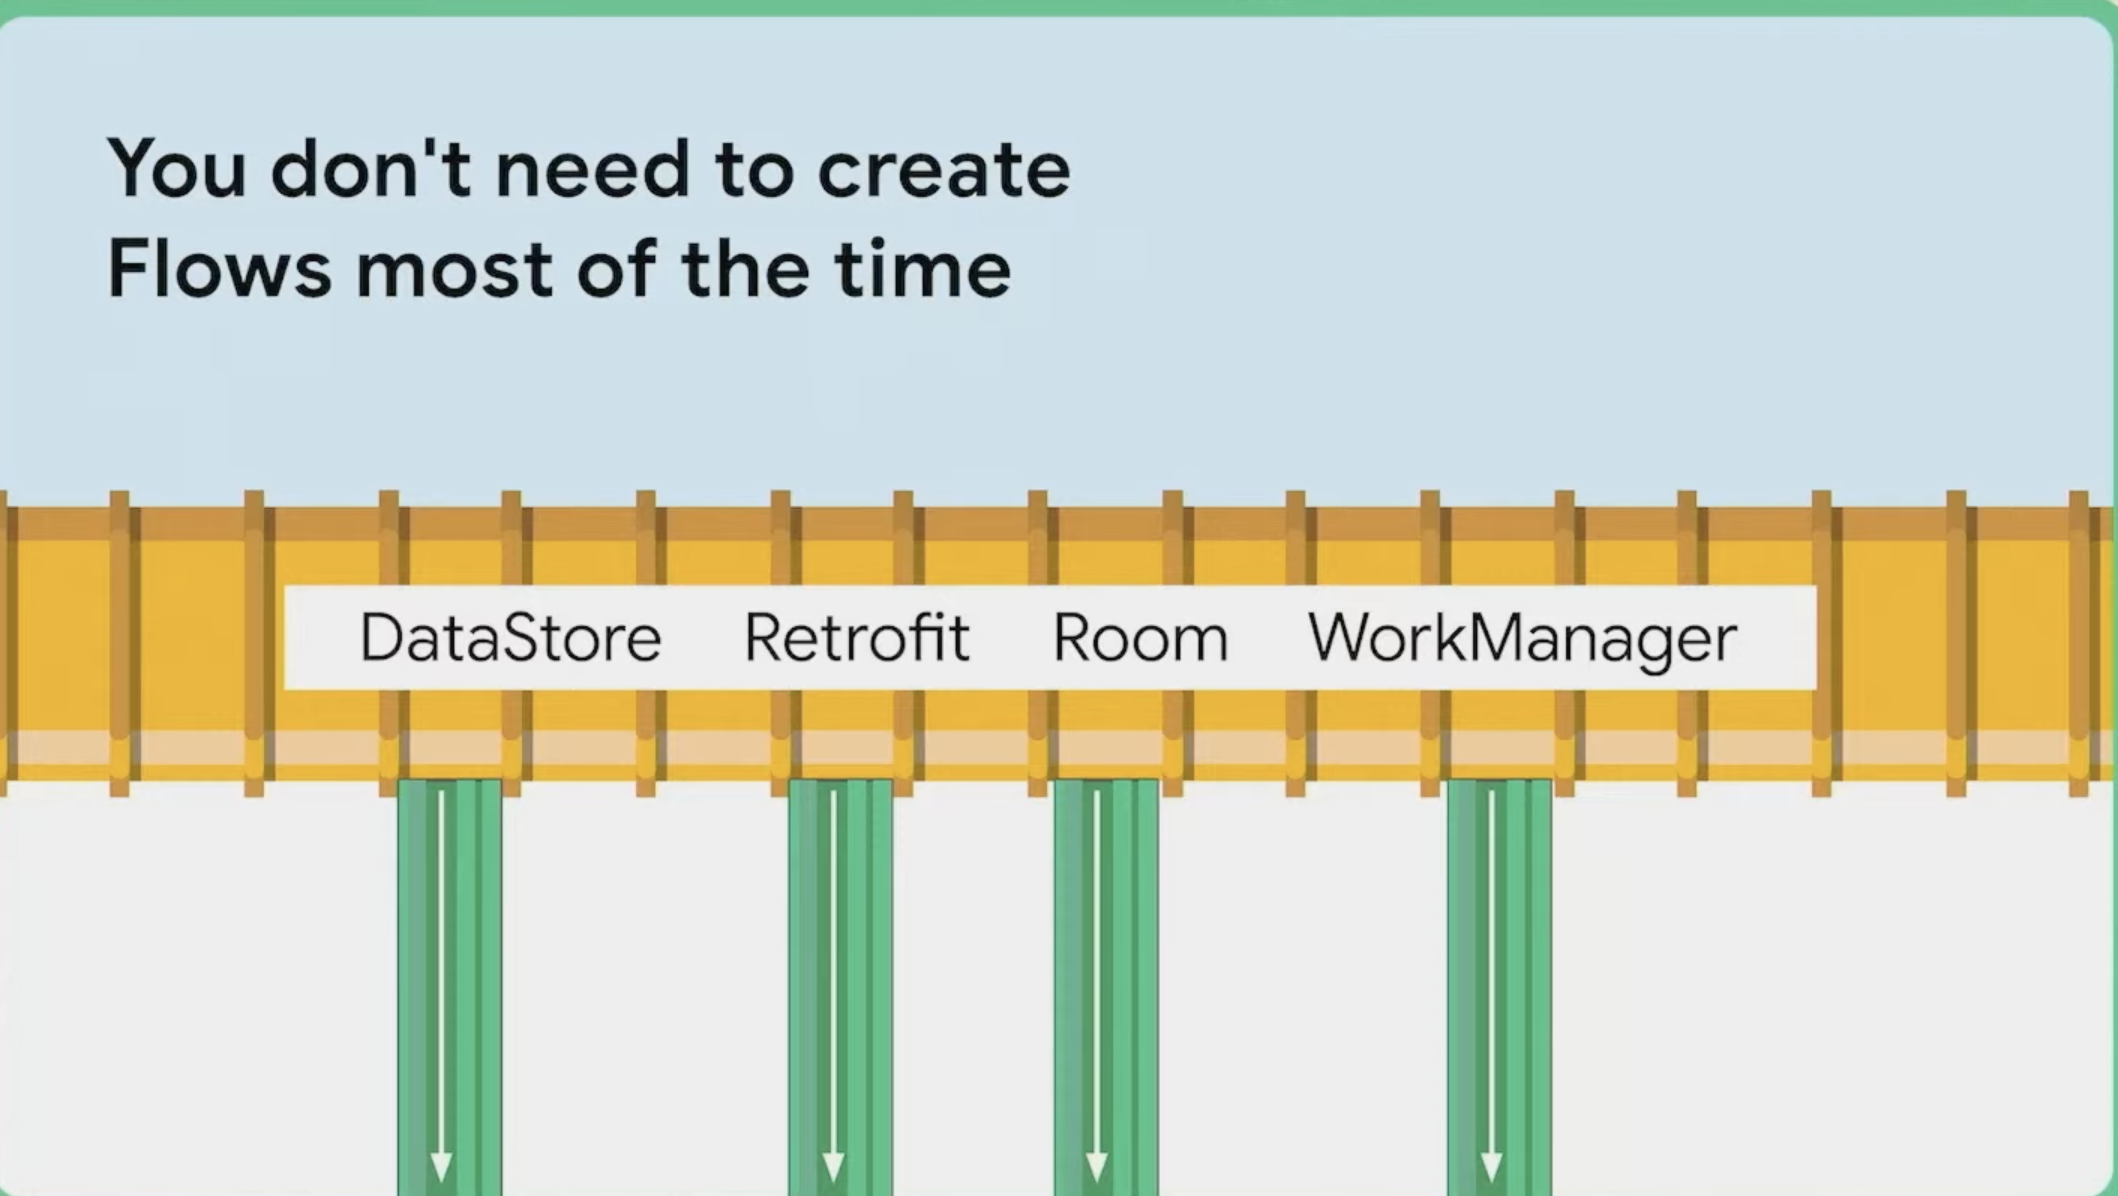 You don't need to create
Flows most of the time
DataStore Retrofit Room WorkManager